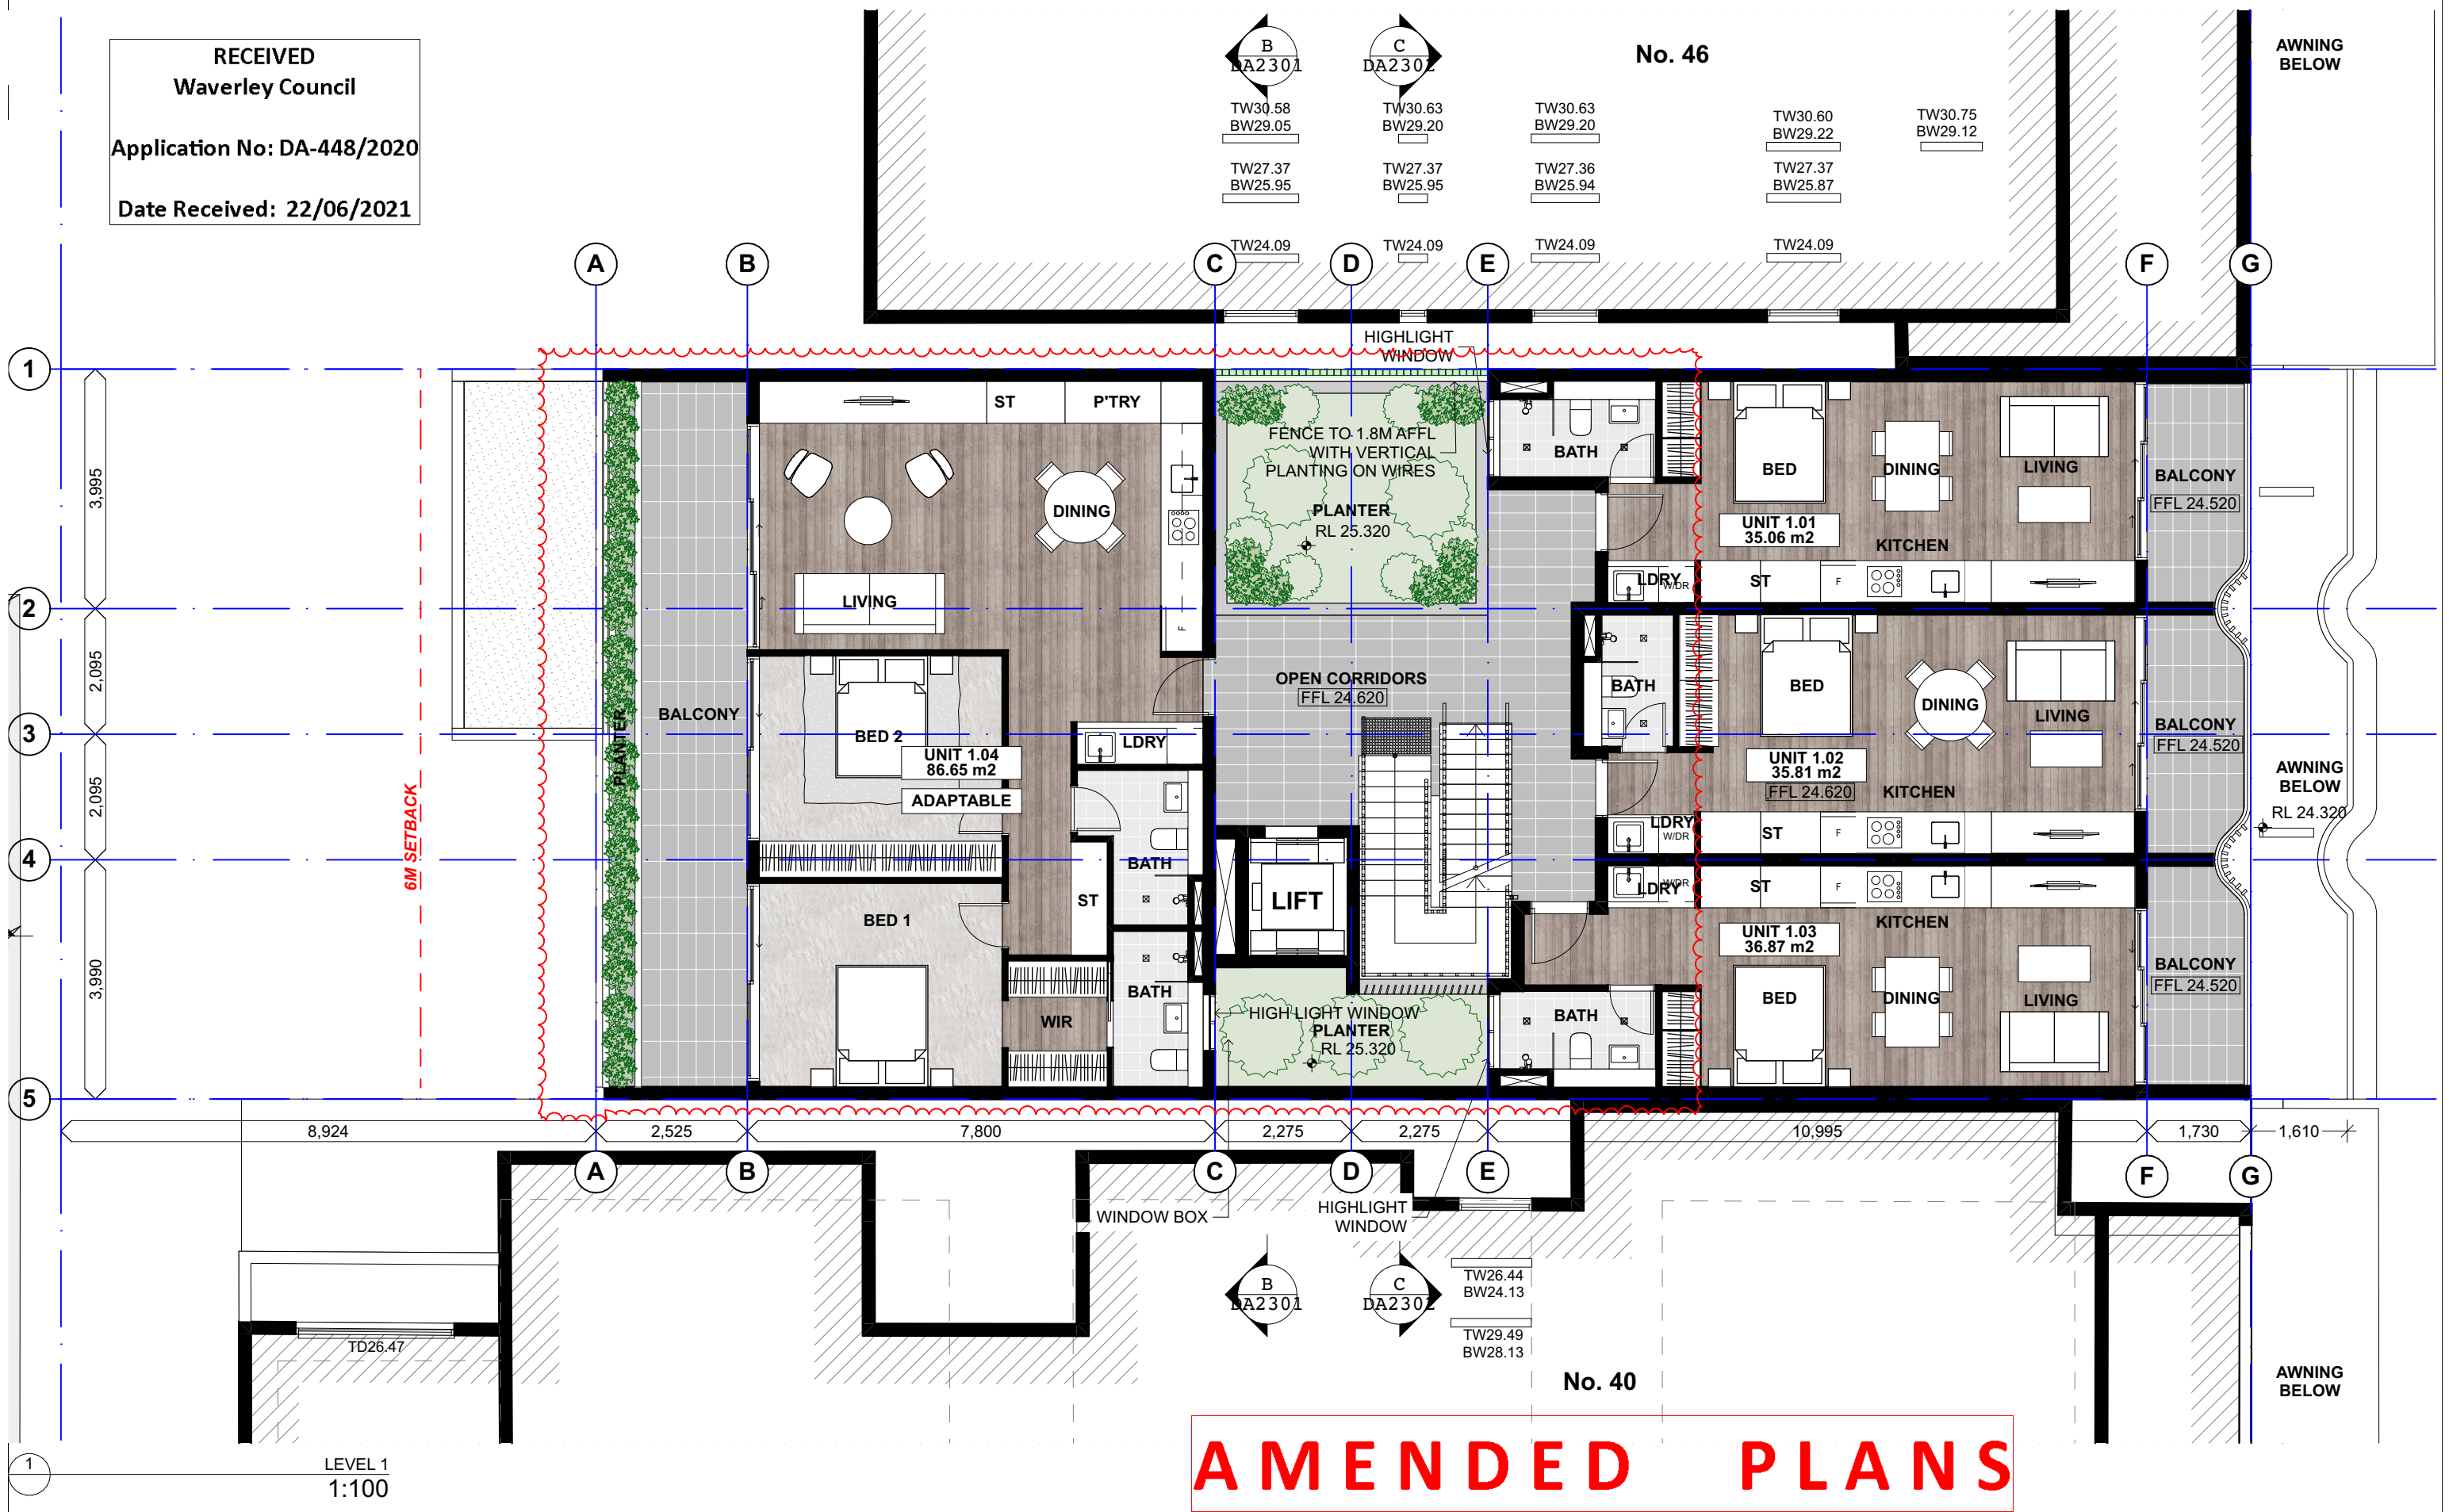 RECEIVED
Waverley Council
Application No: DA-448/2020
Date Received: 22/06/2021
B
DA2301
C
DA2302
No. 46
AWNING
BELOW
TW30.58
BW29.05
TW30.63
BW29.20
TW30.63
BW29.20
TW30.60
BW29.22
TW30.75
BW29.12
TW27.37
BW25.95
TW27.37
BW25.95
TW27.36
BW25.94
TW27.37
BW25.87
TW24.09
TW24.09
TW24.09
TW24.09
A
B
C
D
E
F
G
1
2
3
4
5
3,995
2,095
2,095
3,990
6M SETBACK
PLANTER
BALCONY
ST
P'TRY
DINING
LIVING
F
BED 2
UNIT 1.04
86.65 m2
ADAPTABLE
LDRY
BATH
ST
BED 1
BATH
WIR
HIGHLIGHT
WINDOW
FENCE TO 1.8M AFFL
WITH VERTICAL
PLANTING ON WIRES
PLANTER
RL 25.320
OPEN CORRIDORS
FFL 24.620
LIFT
HIGH LIGHT WINDOW
PLANTER
RL 25.320
BATH
BED
DINING
LIVING
BALCONY
FFL 24.520
UNIT 1.01
35.06 m2
KITCHEN
LDRY
W/DR
ST
F
BATH
BED
DINING
LIVING
BALCONY
FFL 24.520
UNIT 1.02
35.81 m2
FFL 24.620
KITCHEN
LDRY
W/DR
ST
F
AWNING
BELOW
RL 24.320
LDRY
W/DR
ST
F
KITCHEN
UNIT 1.03
36.87 m2
BATH
BED
DINING
LIVING
BALCONY
FFL 24.520
8,924
2,525
7,800
2,275
2,275
10,995
1,730
1,610
A
B
C
D
E
F
G
WINDOW BOX
HIGHLIGHT
WINDOW
B
DA2301
C
DA2302
TW26.44
BW24.13
TW29.49
BW28.13
TD26.47
No. 40
AWNING
BELOW
1
LEVEL 1
1:100
AMENDED PLANS